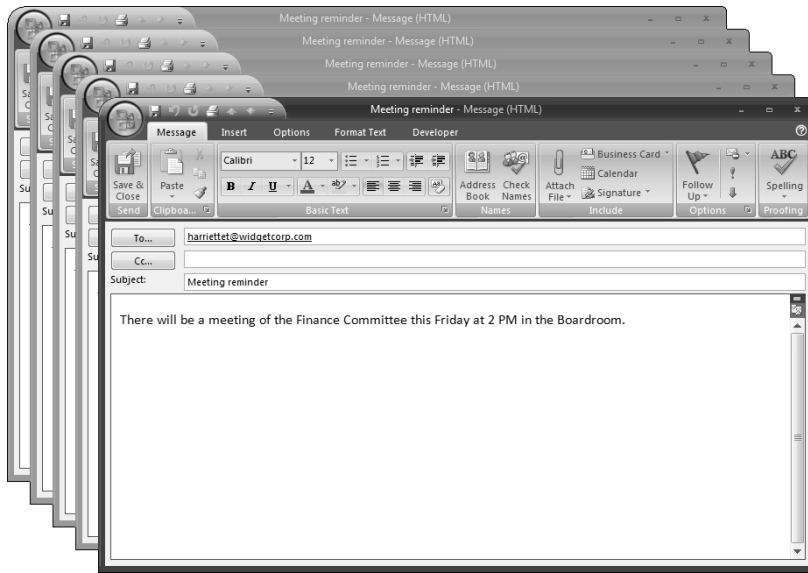 Meeting reminder - Message (HTML)
Meeting reminder - Message (HTML)
Meeting reminder - Message (HTML)
Meeting reminder - Message (HTML)
Meeting reminder - Message (HTML)
Message Insert Options Format Text Developer
Calibri 12 Business Card ABC
Calendar
Save & Close Paste B I U A ab Address Book Check Names Attach File Signature Follow Up Spelling
Send Clipboa... Basic Text Names Include Options Proofing
To... harriettet@widgetcorp.com
Cc...
Subject: Meeting reminder
There will be a meeting of the Finance Committee this Friday at 2 PM in the Boardroom.